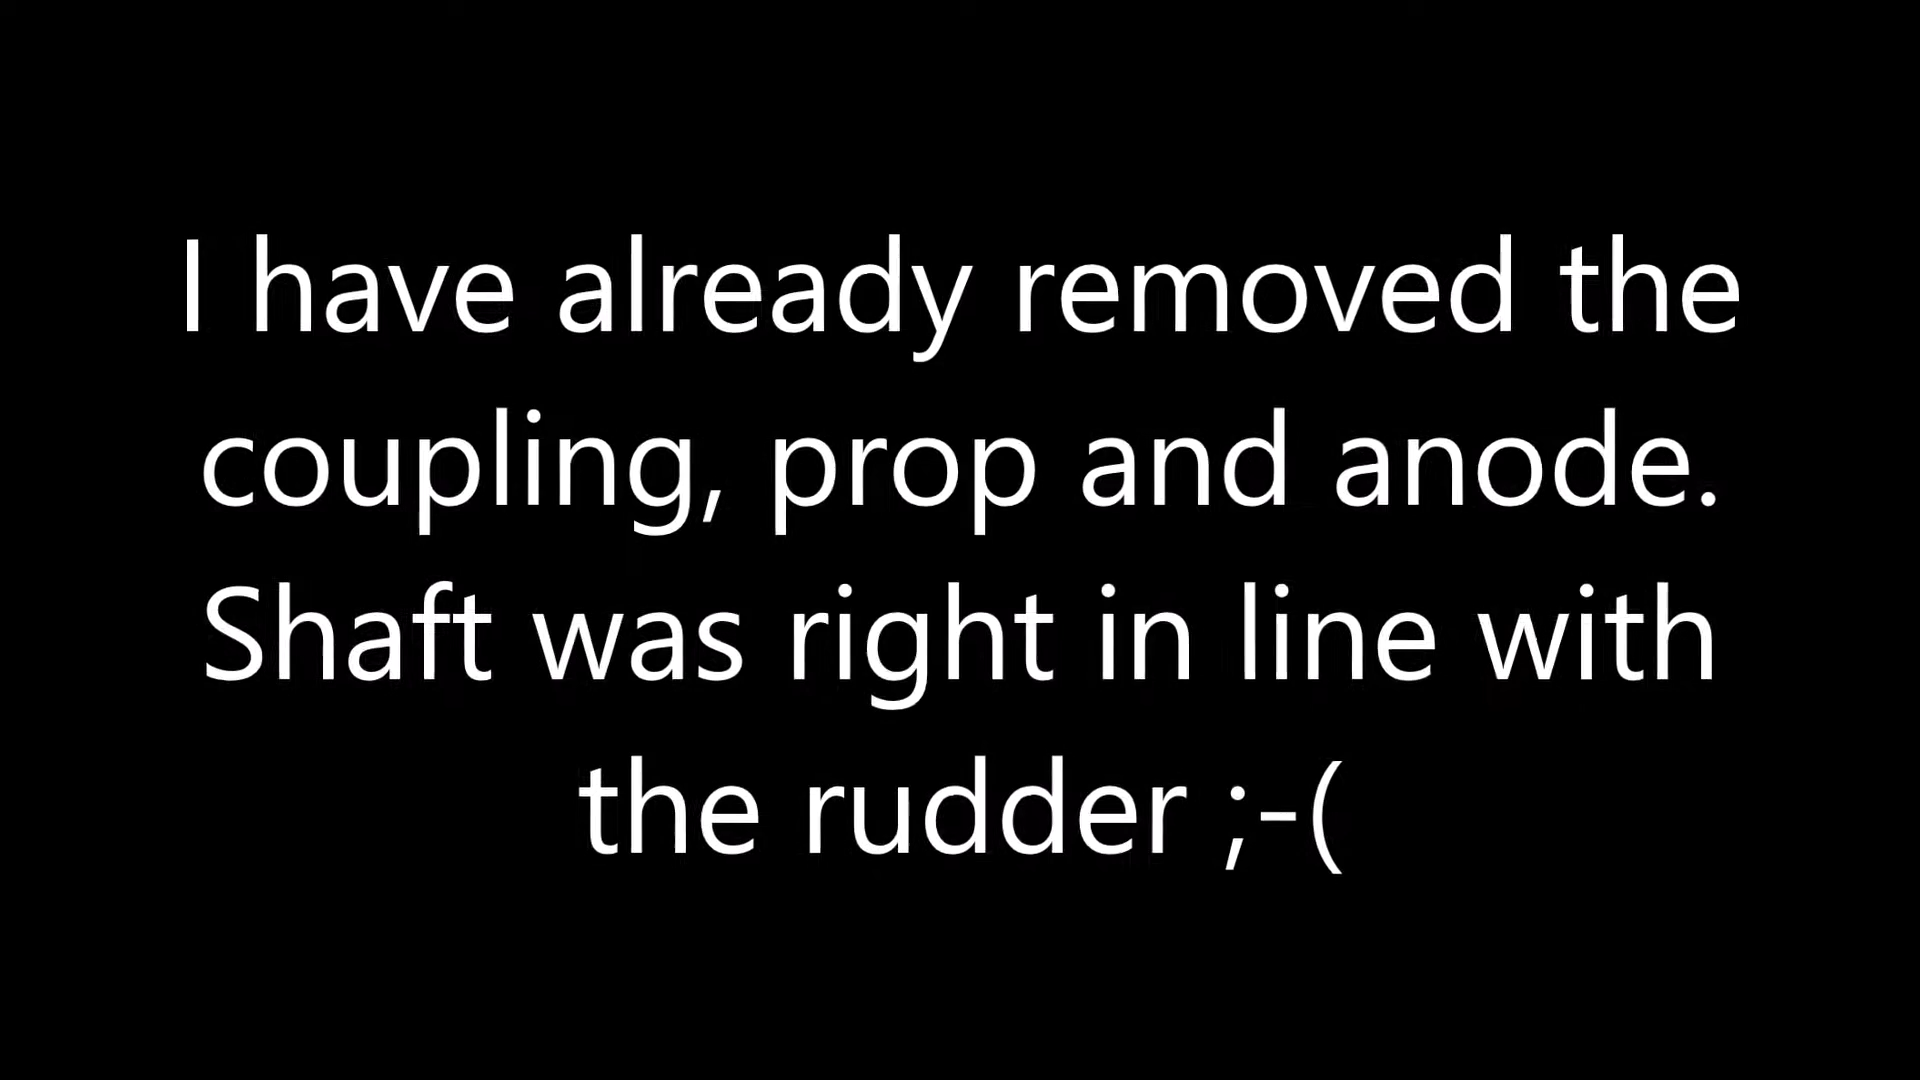 I have already removed the
coupling, prop and anode.
Shaft was right in line with
the rudder ;-(